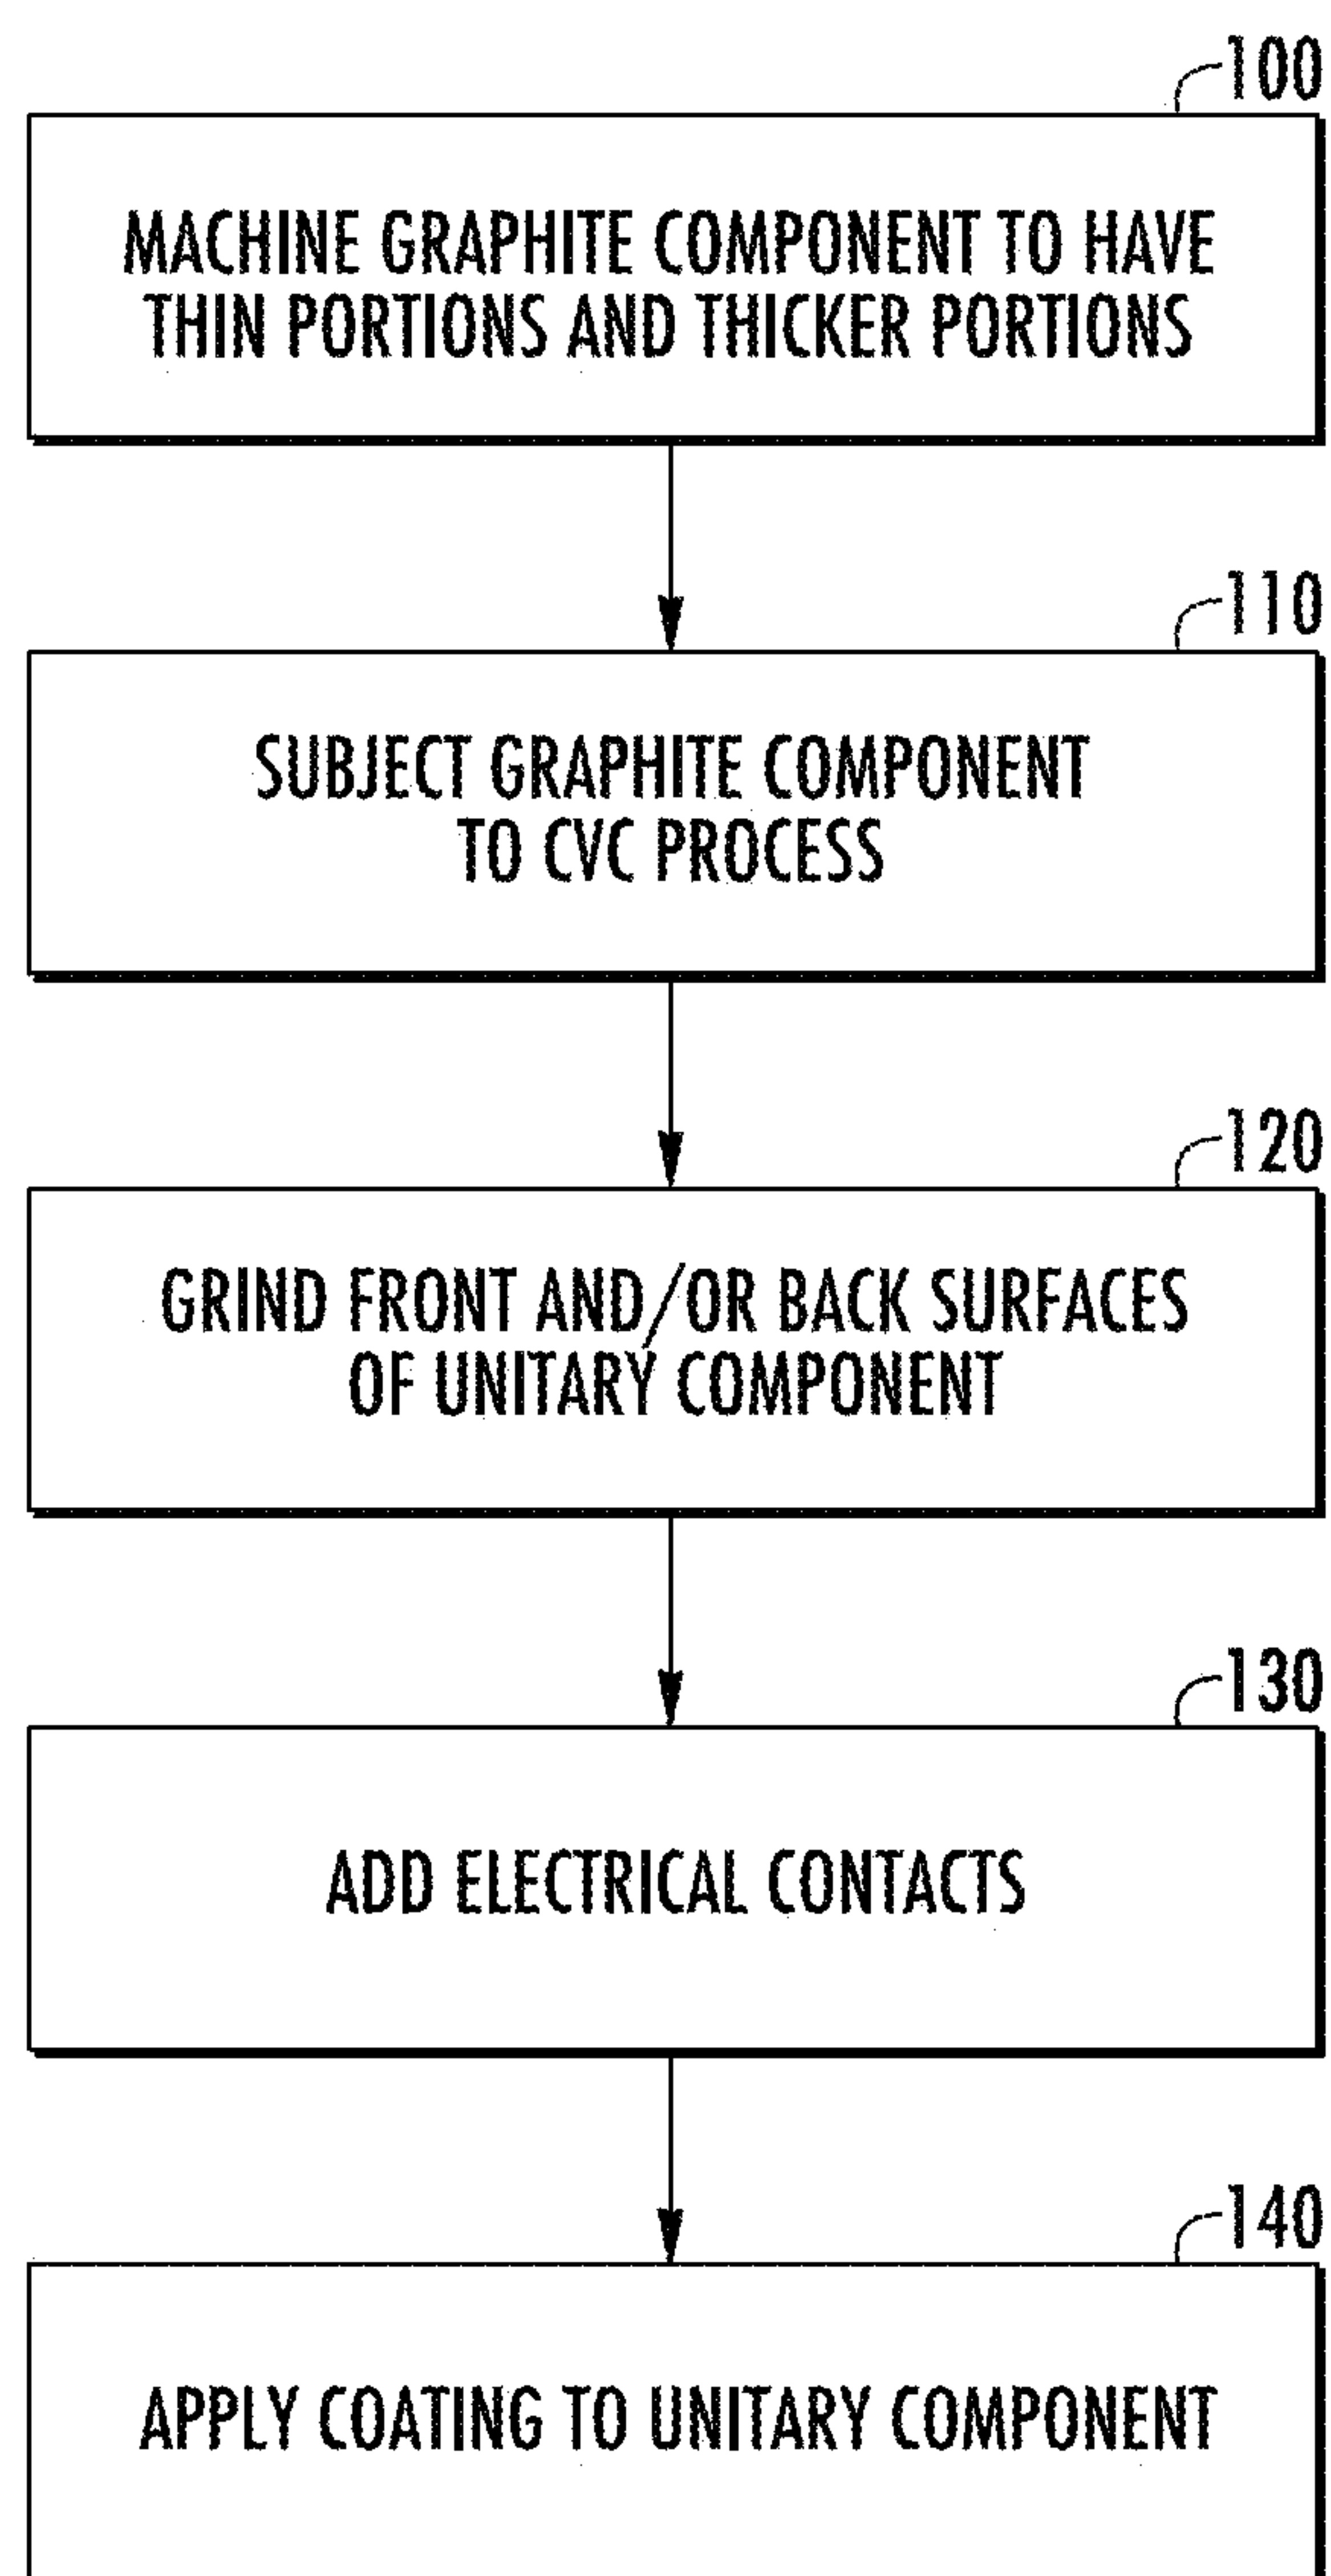 100
MACHINE GRAPHITE COMPONENT TO HAVE
THIN PORTIONS AND THICKER PORTIONS
110
SUBJECT GRAPHITE COMPONENT
TO CVC PROCESS
120
GRIND FRONT AND/OR BACK SURFACES
OF UNITARY COMPONENT
130
ADD ELECTRICAL CONTACTS
140
APPLY COATING TO UNITARY COMPONENT